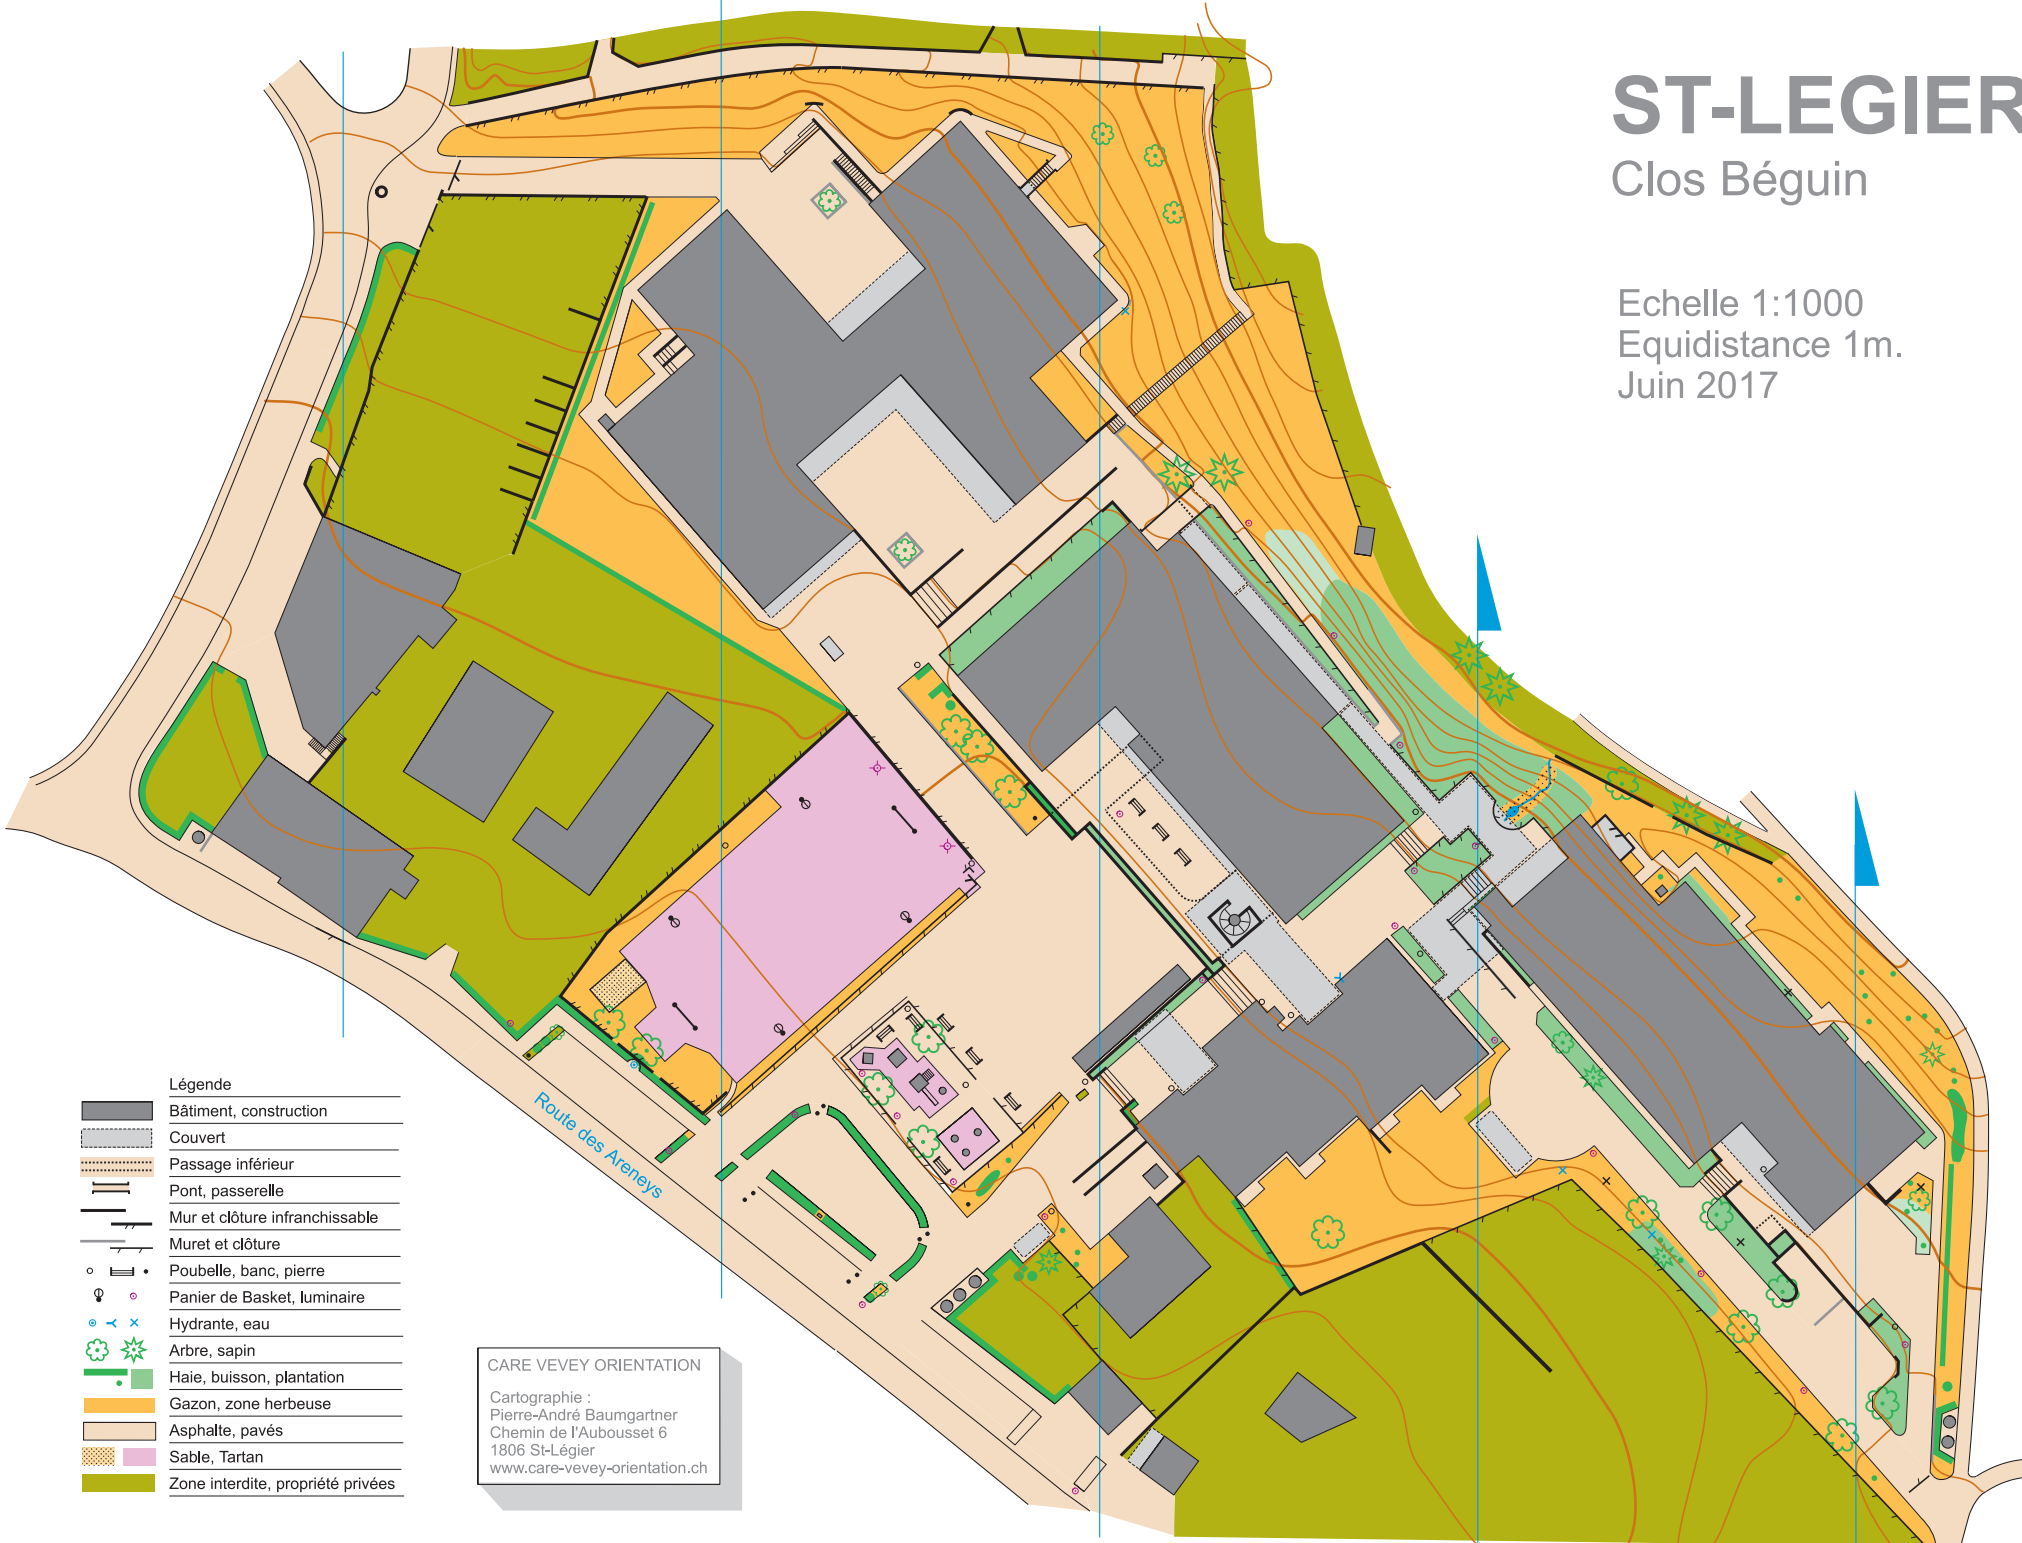 ST-LEGIER
Clos Béguin
Echelle 1:1000
Equidistance 1m.
Juin 2017
Route des Areneys
Légende
Bâtiment, construction
Couvert
Passage inférieur
Pont, passerelle
Mur et clôture infranchissable
Muret et clôture
Poubelle, banc, pierre
Panier de Basket, luminaire
Hydrante, eau
Arbre, sapin
Haie, buisson, plantation
Gazon, zone herbeuse
Asphalte, pavés
Sable, Tartan
Zone interdite, propriété privées
CARE VEVEY ORIENTATION
Cartographie :
Pierre-André Baumgartner
Chemin de l'Aubousset 6
1806 St-Légier
www.care-vevey-orientation.ch